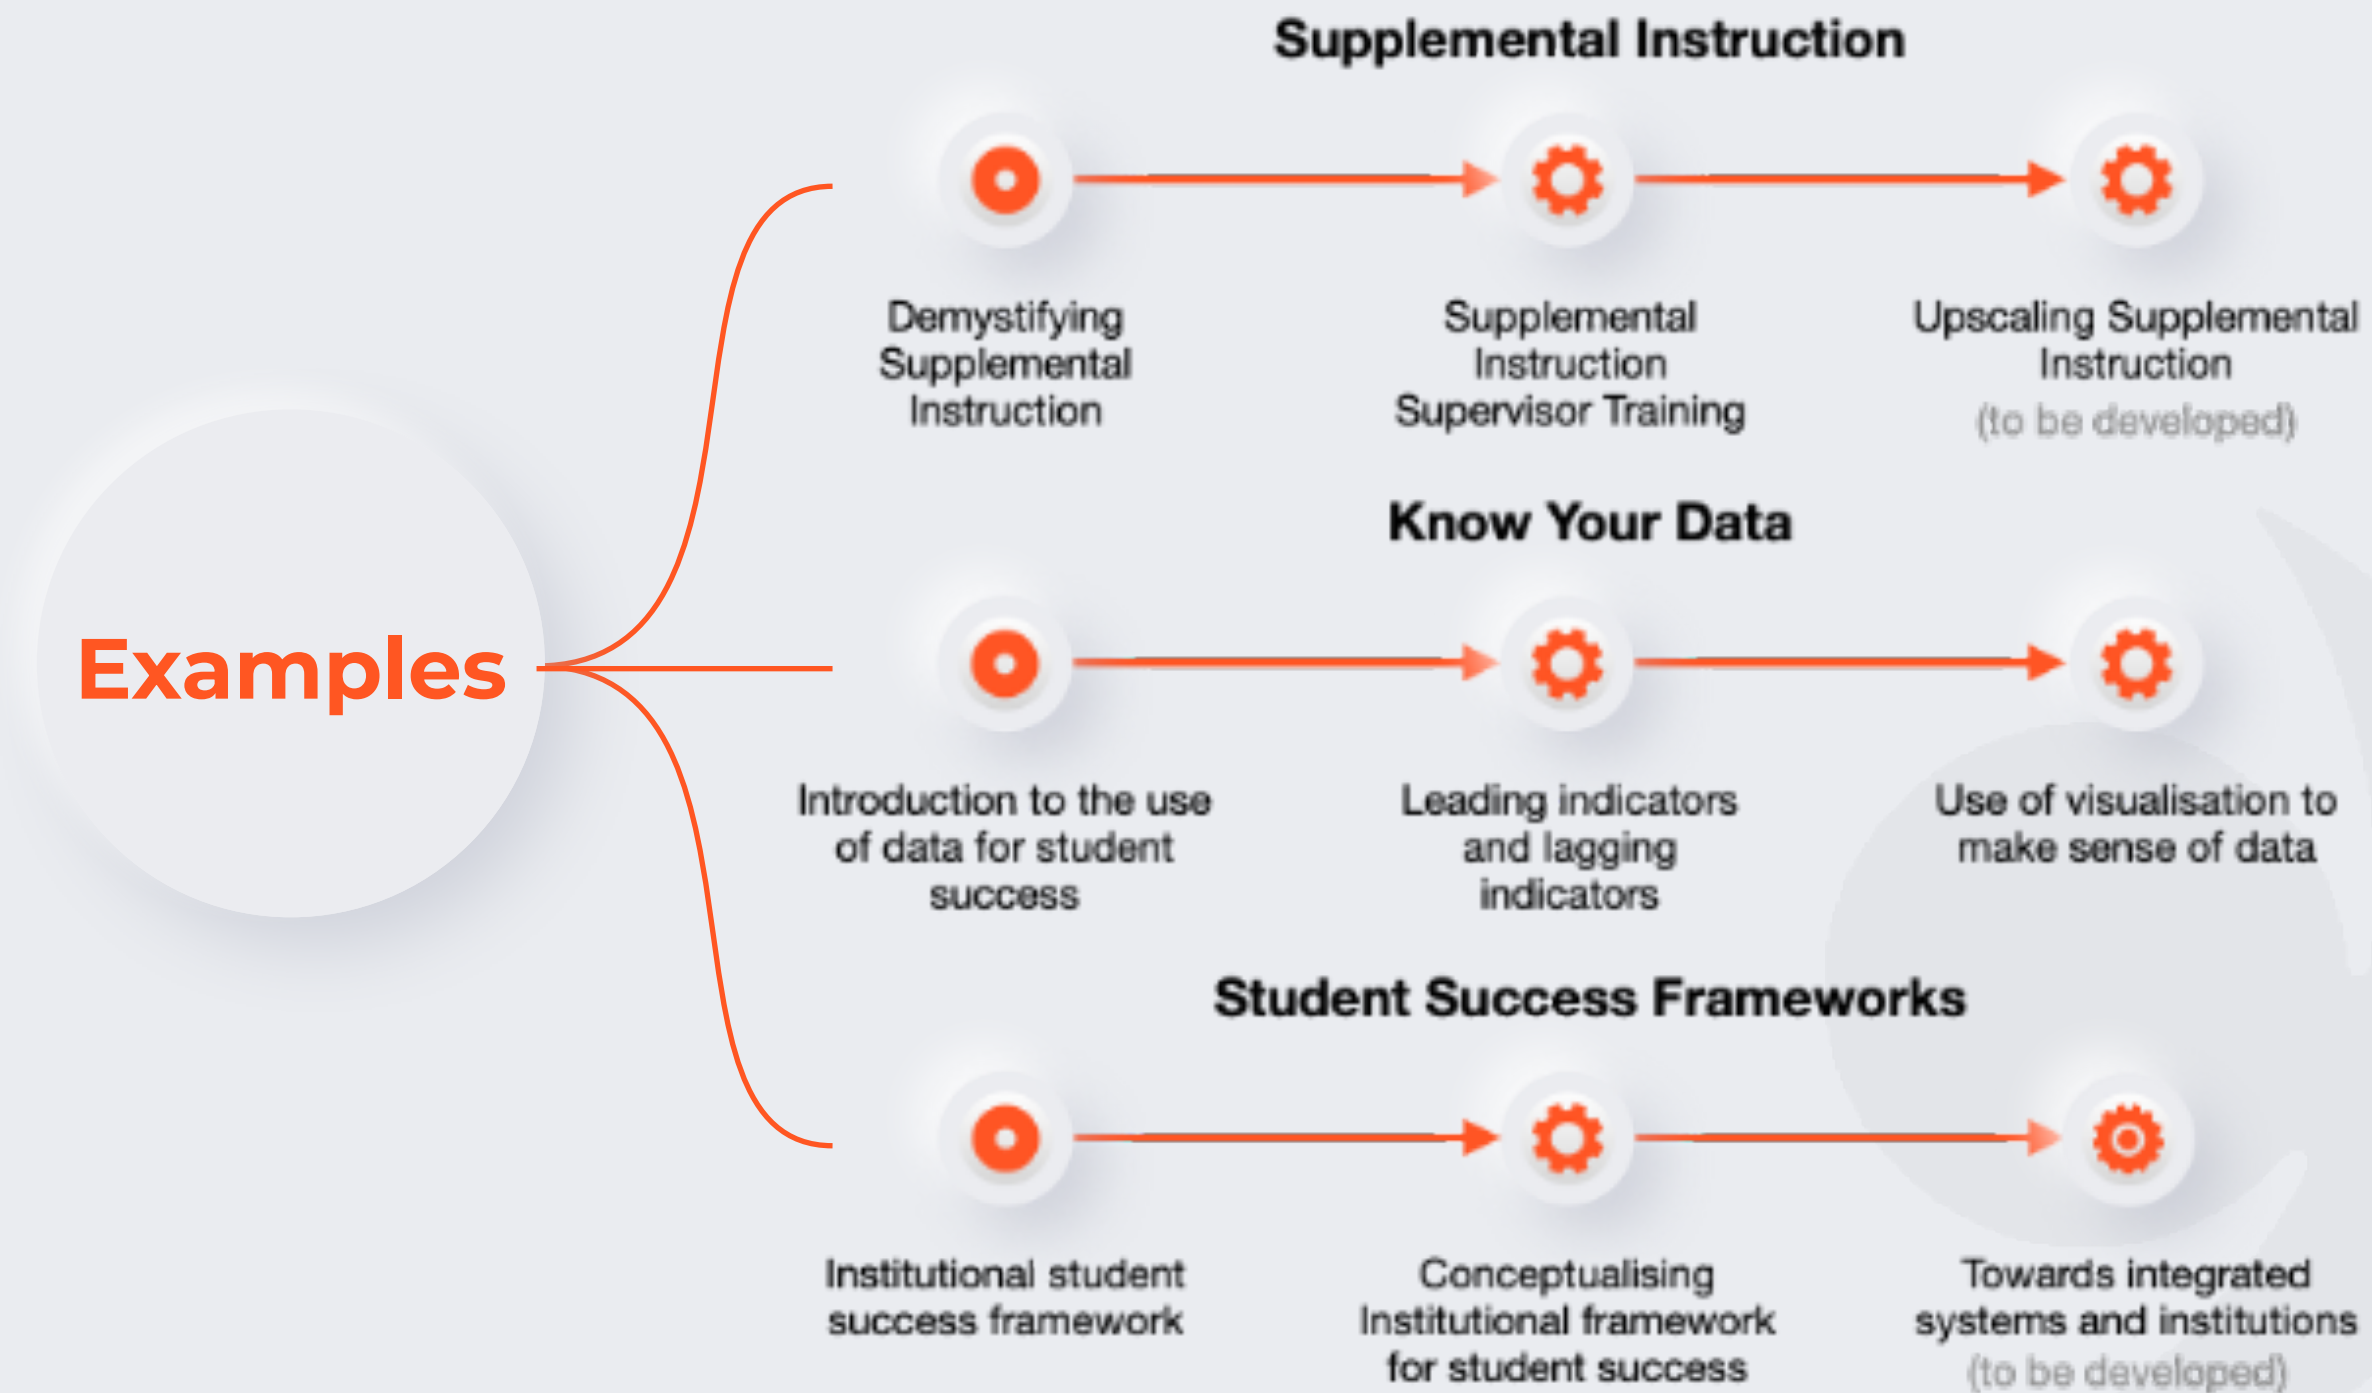 Supplemental Instruction
Demystifying
Supplemental
Instruction
Supplemental
Instruction
Supervisor Training
Upscaling Supplemental
Instruction
(to be developed)
Examples
Know Your Data
Introduction to the use
of data for student
success
Leading indicators
and lagging
indicators
Use of visualisation to
make sense of data
Student Success Frameworks
Institutional student
success framework
Conceptualising
Institutional framework
for student success
Towards integrated
systems and institutions
(to be developed)